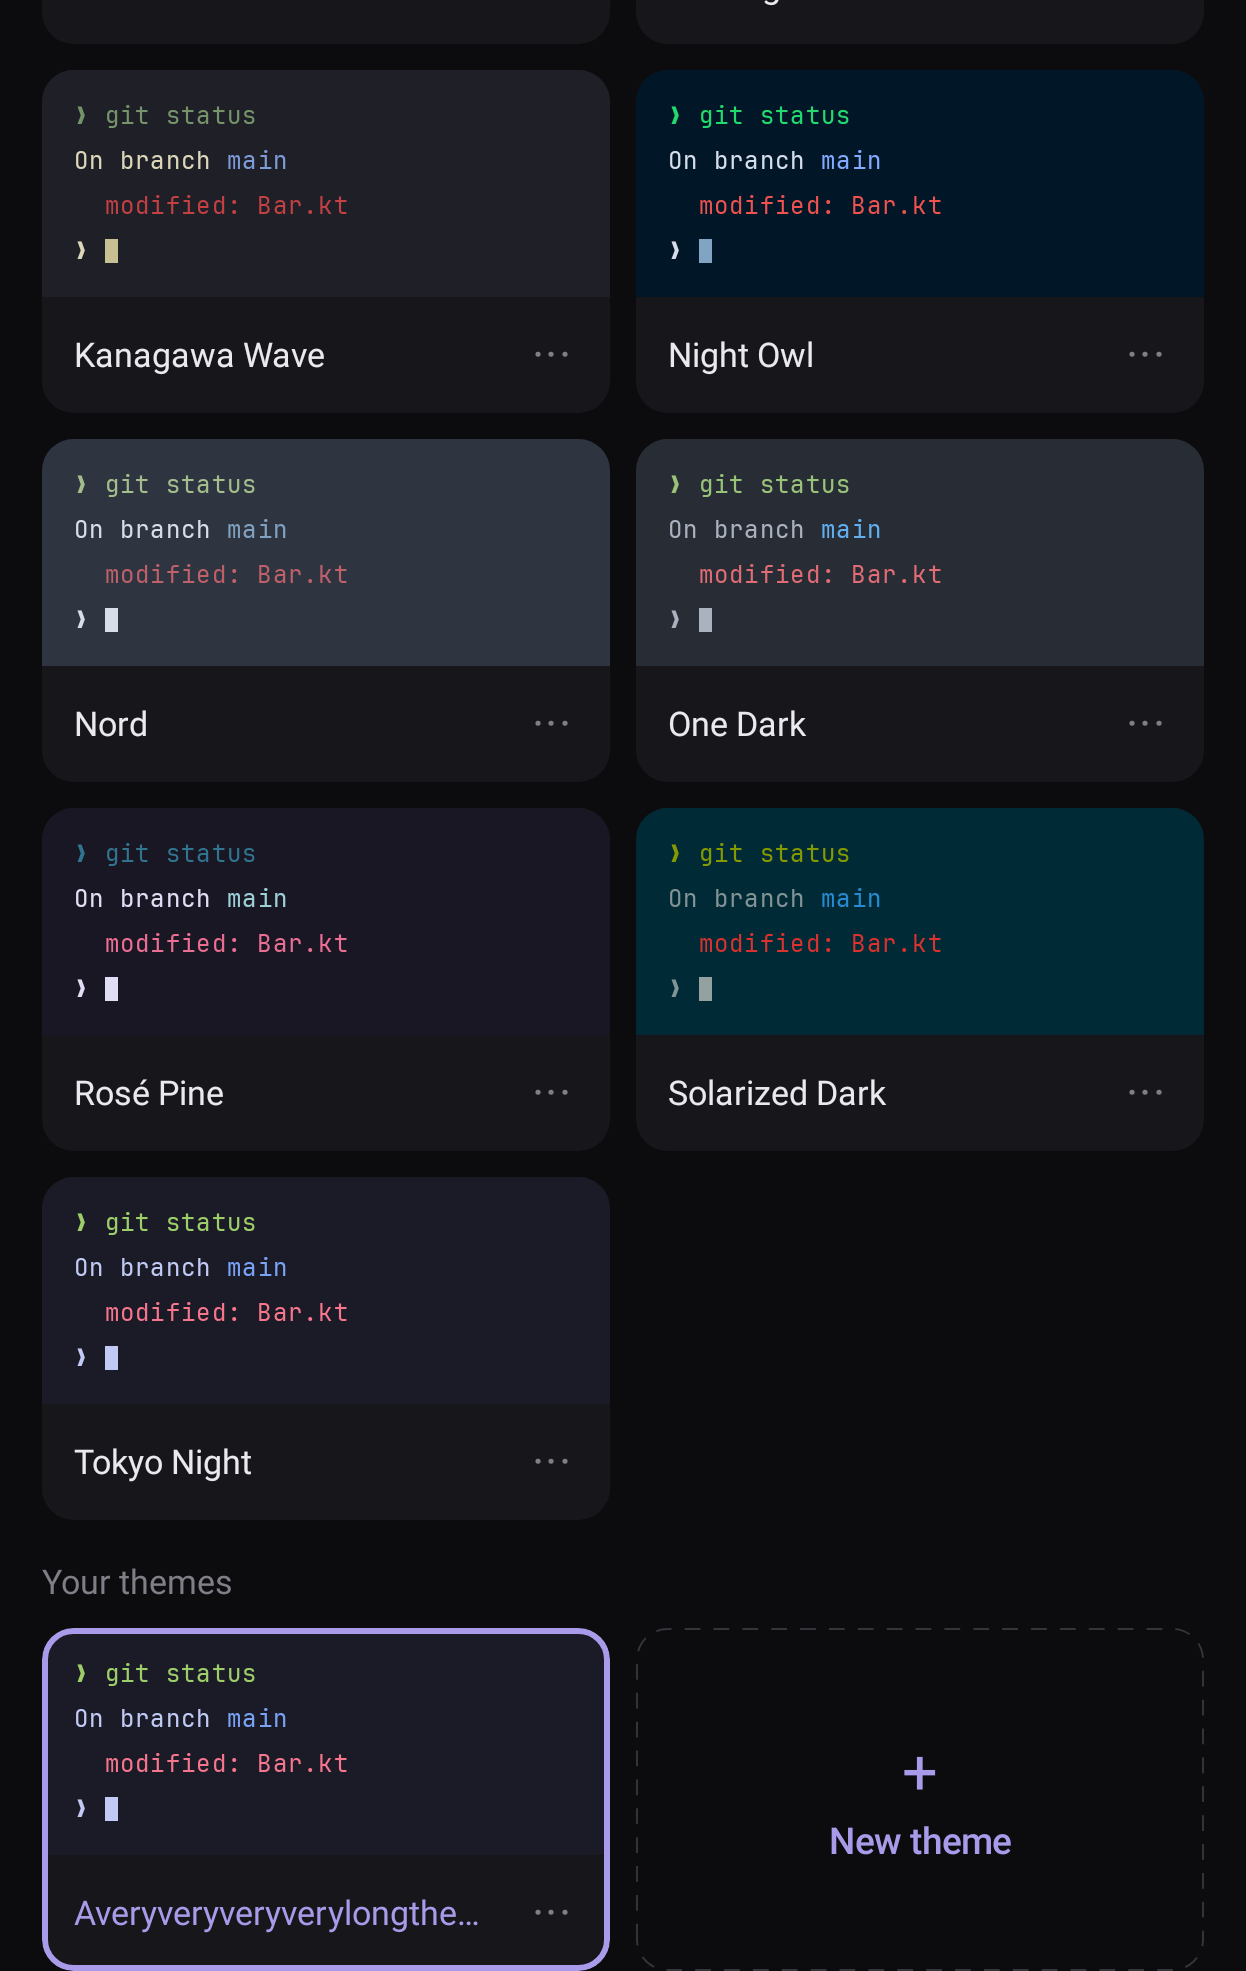 ❯ git status
On branch main
modified: Bar.kt
❯
Kanagawa Wave
❯ git status
On branch main
modified: Bar.kt
❯
Night Owl
❯ git status
On branch main
modified: Bar.kt
❯
Nord
❯ git status
On branch main
modified: Bar.kt
❯
One Dark
❯ git status
On branch main
modified: Bar.kt
❯
Rosé Pine
❯ git status
On branch main
modified: Bar.kt
❯
Solarized Dark
❯ git status
On branch main
modified: Bar.kt
❯
Tokyo Night
Your themes
❯ git status
On branch main
modified: Bar.kt
❯
Averyveryveryverylongthe…
+
New theme